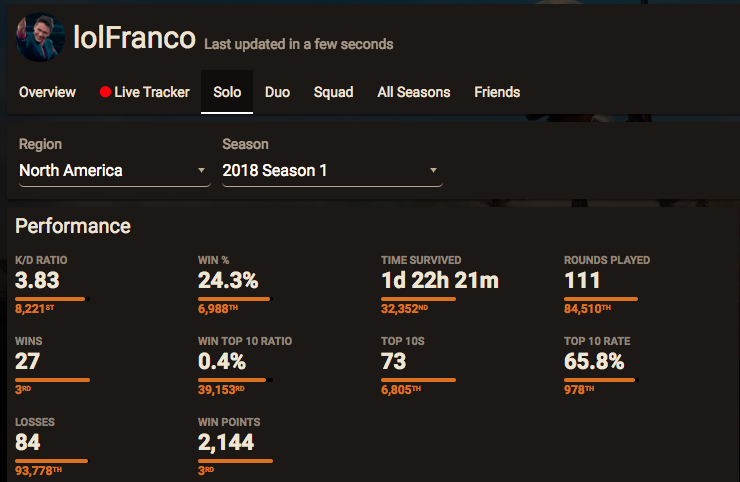 lolFranco Last updated in a few seconds
Overview Live Tracker Solo Duo Squad All Seasons Friends
Region Season
North America 2018 Season 1
Performance
K/D RATIO WIN % TIME SURVIVED ROUNDS PLAYED
3.83 24.3% 1d 22h 21m 111
8,221ST 6,988TH 32,352ND 84,510TH
WINS WIN TOP 10 RATIO TOP 10S TOP 10 RATE
27 0.4% 73 65.8%
3RD 39,153RD 6,805TH 978TH
LOSSES WIN POINTS
84 2,144
93,778TH 3RD